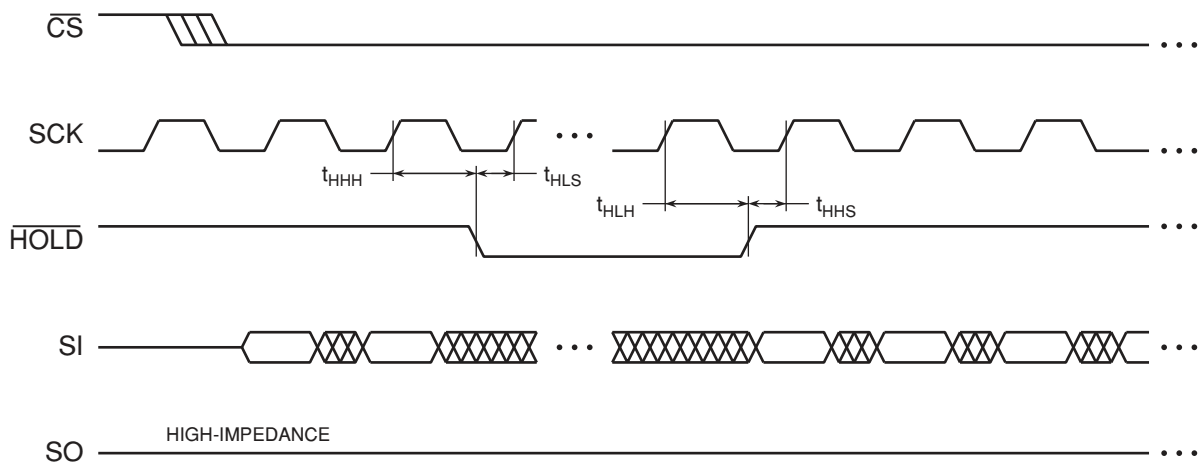 CS
SCK
tHHH
tHLS
tHLH
tHHS
HOLD
SI
HIGH-IMPEDANCE
SO